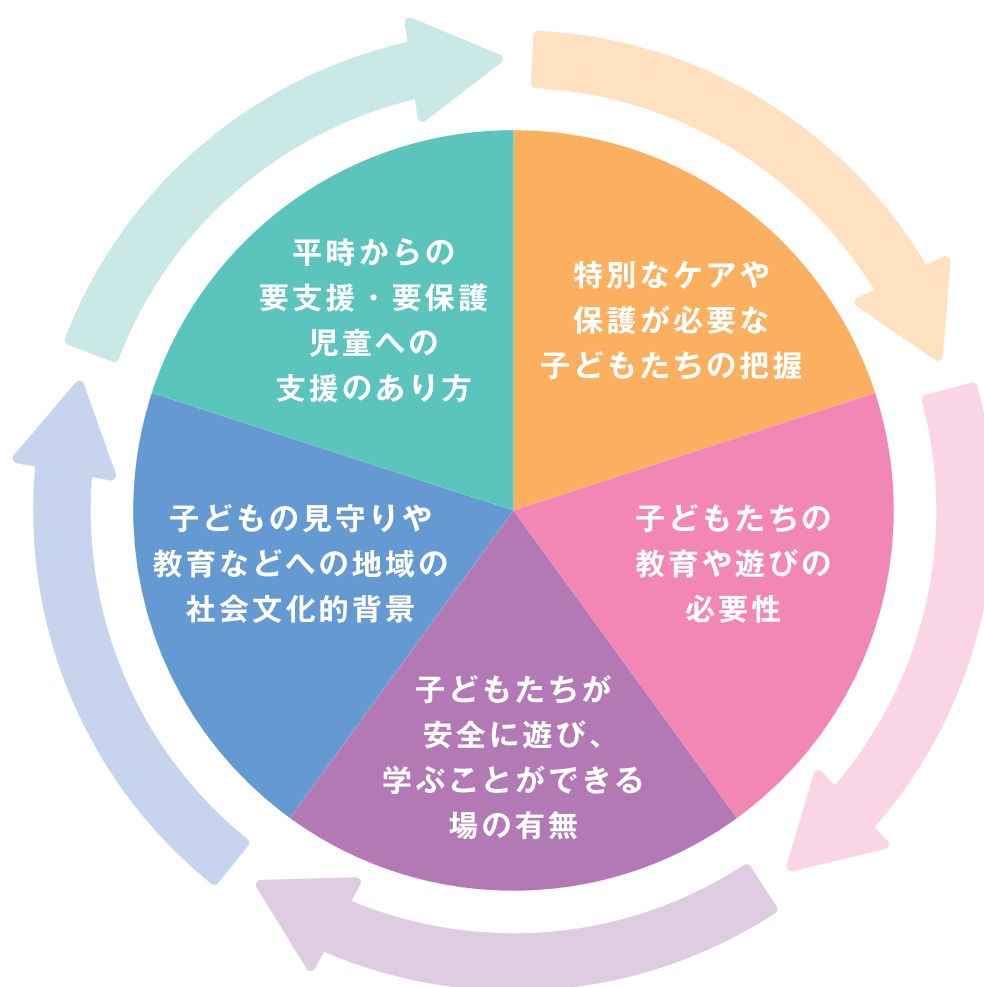 特別なケアや
保護が必要な
子どもたちの把握
子どもたちの
教育や遊びの
必要性
子どもたちが
安全に遊び、
学ぶことができる
場の有無
子どもの見守りや
教育などへの地域の
社会文化的背景
平時からの
要支援・要保護
児童への
支援のあり方